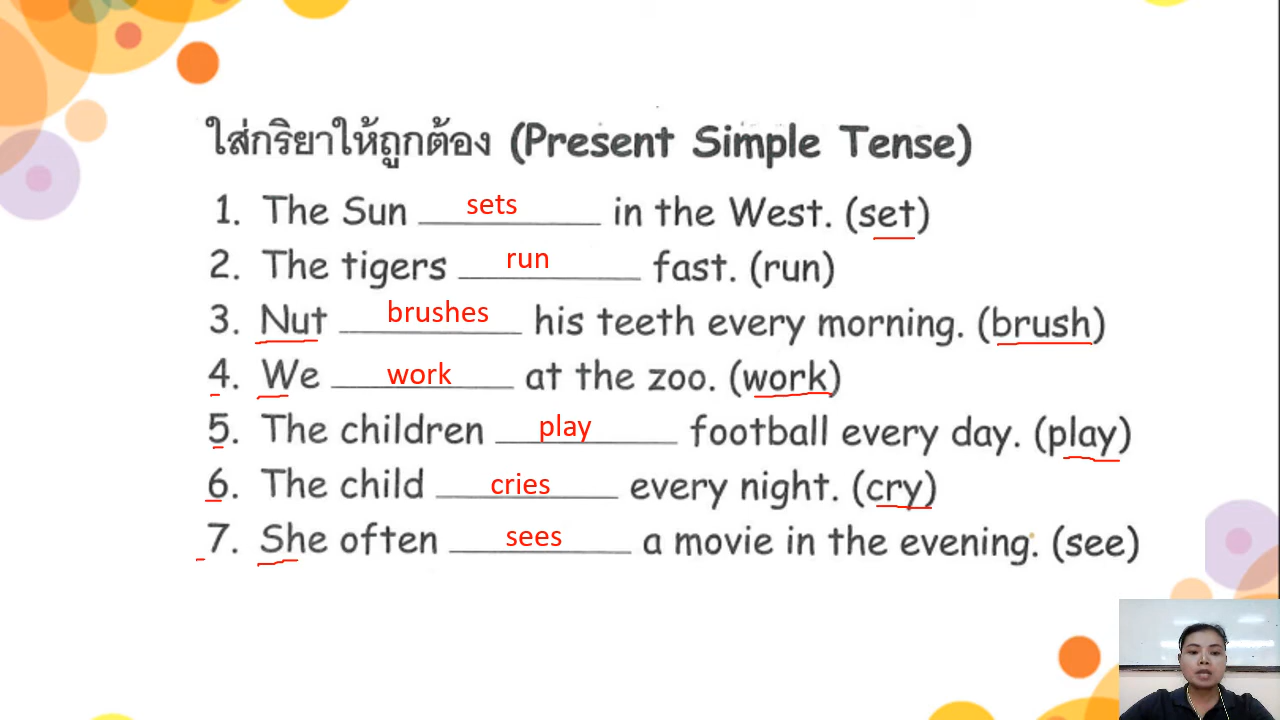 ใส่กริยาให้ถูกต้อง (Present Simple Tense)
1. The Sun sets in the West. (set)
2. The tigers run fast. (run)
3. Nut brushes his teeth every morning. (brush)
4. We work at the zoo. (work)
5. The children play football every day. (play)
6. The child cries every night. (cry)
7. She often sees a movie in the evening. (see)